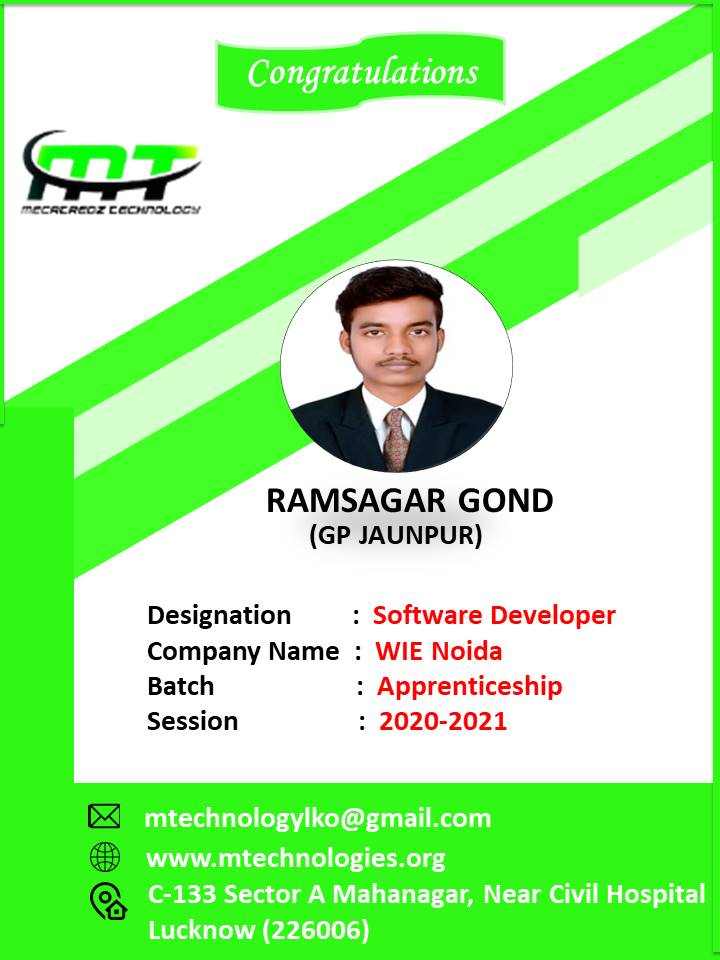 Congratulations
MT
MECATREDZ TECHNOLOGY
RAMSAGAR GOND
(GP JAUNPUR)
Designation : Software Developer
Company Name : WIE Noida
Batch : Apprenticeship
Session : 2020-2021
mtechnologylko@gmail.com
www.mtechnologies.org
C-133 Sector A Mahanagar, Near Civil Hospital
Lucknow (226006)